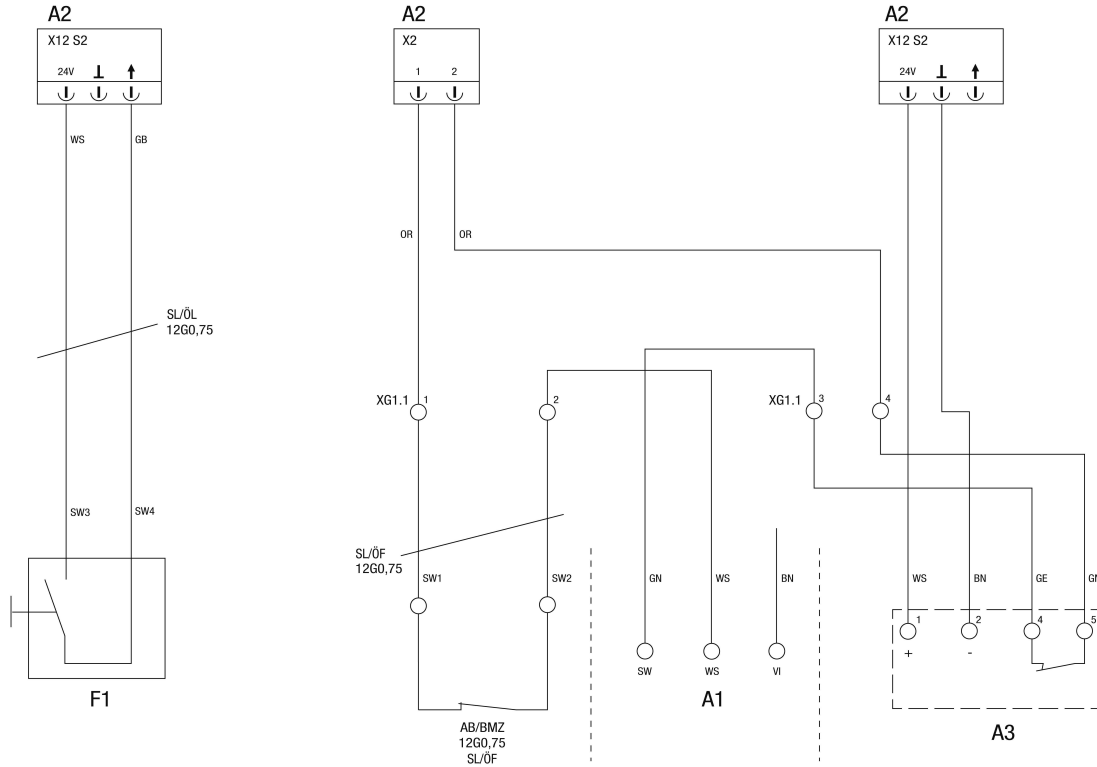 A2
X12 S2
24V
WS
GB
SL/ÖL
12G0,75
SW3
SW4
F1
A2
X2
1
2
OR
OR
XG1.1
1
2
SL/ÖF
12G0,75
SW1
SW2
AB/BMZ
12G0,75
SL/ÖF
GN
WS
BN
SW
WS
VI
A1
XG1.1
3
4
A2
X12 S2
24V
WS
BN
GE
1
2
4
5
+
-
A3